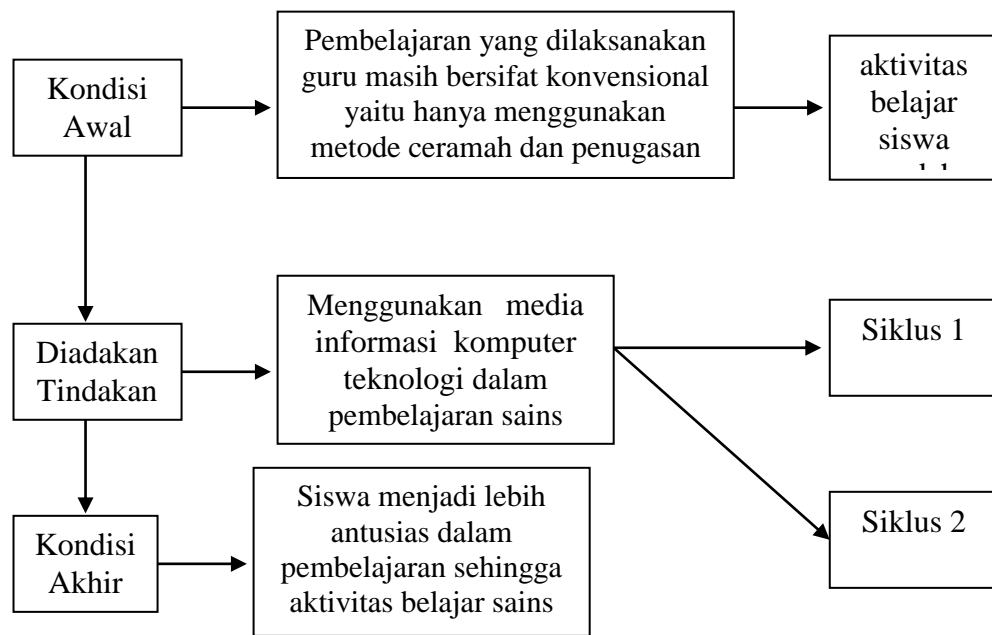 Kondisi
Awal
Pembelajaran yang dilaksanakan
guru masih bersifat konvensional
yaitu hanya menggunakan
metode ceramah dan penugasan
aktivitas
belajar
siswa
Diadakan
Tindakan
Menggunakan media
informasi komputer
teknologi dalam
pembelajaran sains
Siklus 1
Siklus 2
Kondisi
Akhir
Siswa menjadi lebih
antusias dalam
pembelajaran sehingga
aktivitas belajar sains